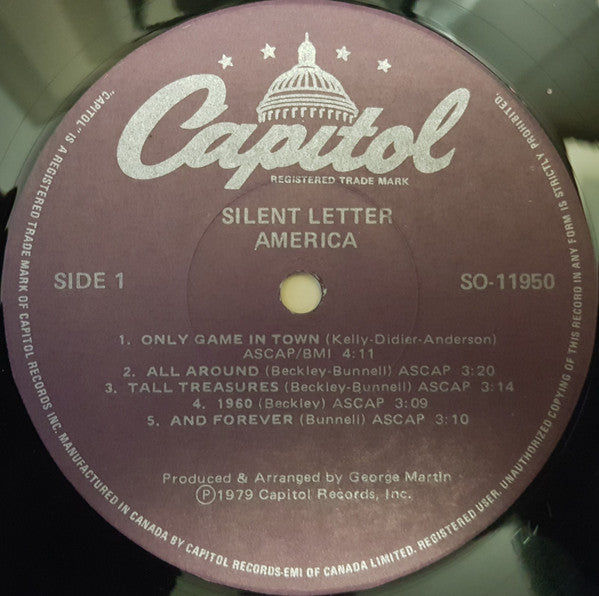 Capitol
REGISTERED TRADE MARK
SILENT LETTER
AMERICA
SIDE 1
SO-11950
1. ONLY GAME IN TOWN (Kelly-Didier-Anderson)
ASCAP/BMI 4:11
2. ALL AROUND (Beckley-Bunnell) ASCAP 3:20
3. TALL TREASURES (Beckley-Bunnell) ASCAP 3:14
4. 1960 (Beckley) ASCAP 3:09
5. AND FOREVER (Bunnell) ASCAP 3:10
Produced & Arranged by George Martin
Ⓟ1979 Capitol Records, Inc.
"CAPITOL" IS A REGISTERED TRADE MARK OF CAPITOL RECORDS INC. MANUFACTURED IN CANADA BY CAPITOL RECORDS-EMI OF CANADA LIMITED. REGISTERED USER. UNAUTHORIZED COPYING OF THIS RECORD IN ANY FORM IS STRICTLY PROHIBITED.